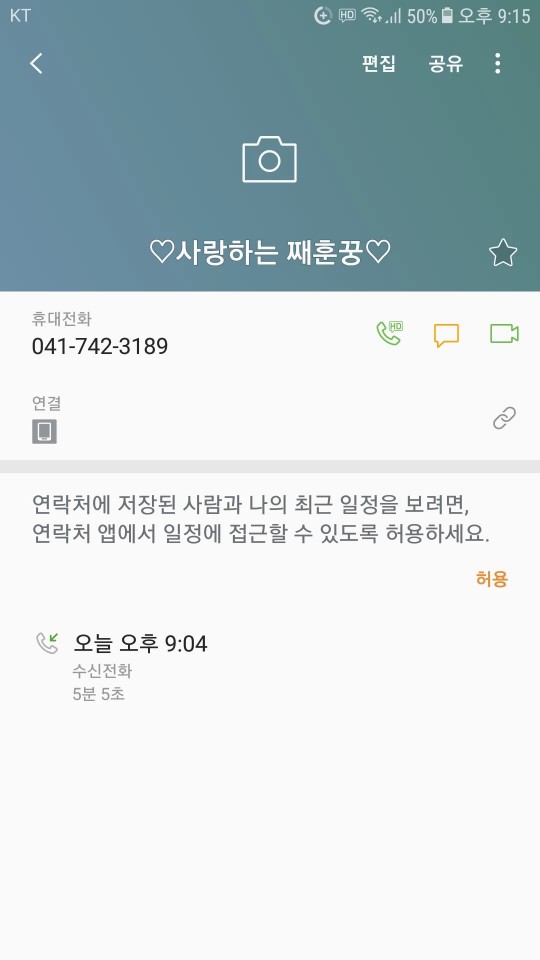 KT HD 50% 오후 9:15
편집 공유
♡사랑하는 째훈꿍♡
휴대전화
041-742-3189
HD
연결
연락처에 저장된 사람과 나의 최근 일정을 보려면,
연락처 앱에서 일정에 접근할 수 있도록 허용하세요.
허용
오늘 오후 9:04
수신전화
5분 5초